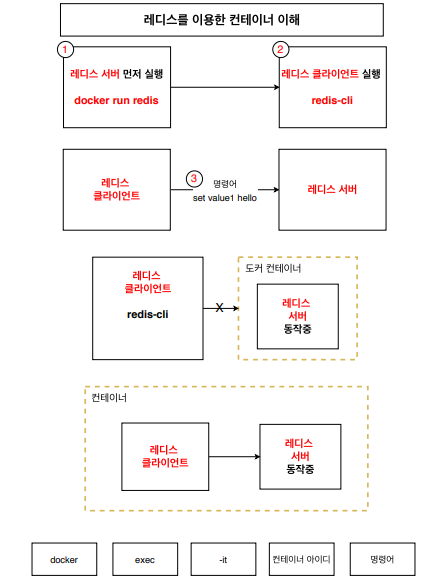 레디스를 이용한 컨테이너 이해
1
레디스 서버 먼저 실행
docker run redis
2
레디스 클라이언트 실행
redis-cli
레디스
클라이언트
3
명령어
set value1 hello
레디스 서버
레디스
클라이언트
redis-cli
X
도커 컨테이너
레디스
서버
동작중
컨테이너
레디스
클라이언트
레디스
서버
동작중
docker
exec
-it
컨테이너 아이디
명령어